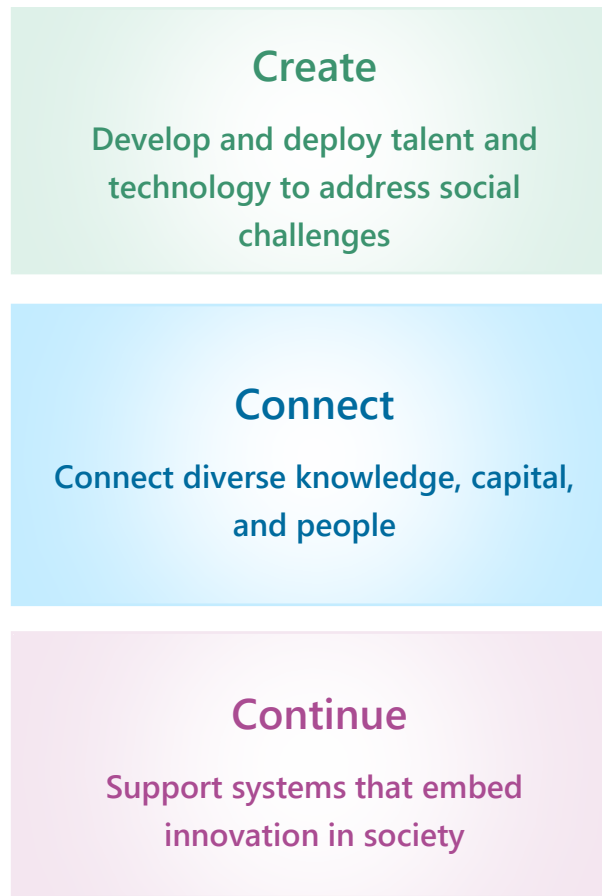 Create
Develop and deploy talent and
technology to address social
challenges
Connect
Connect diverse knowledge, capital,
and people
Continue
Support systems that embed
innovation in society